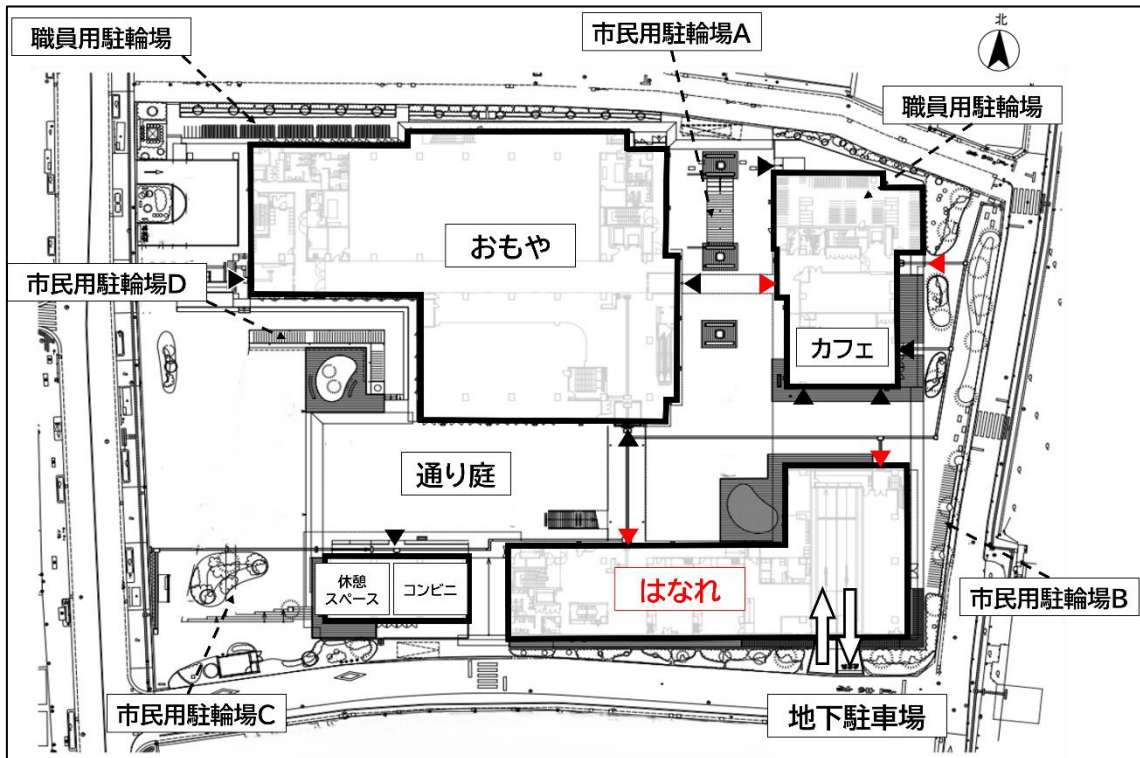 職員用駐輪場
市民用駐輪場A
北
職員用駐輪場
おもや
市民用駐輪場D
カフェ
通り庭
休憩
スペース
コンビニ
はなれ
市民用駐輪場B
市民用駐輪場C
地下駐車場